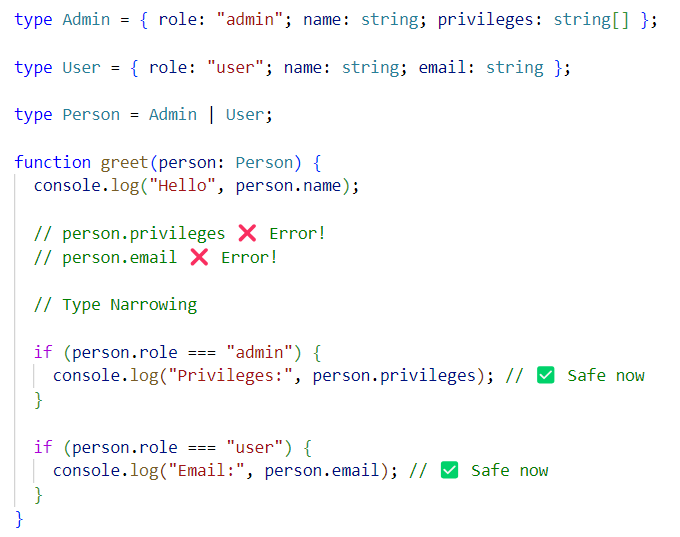 type Admin = { role: "admin"; name: string; privileges: string[] };
type User = { role: "user"; name: string; email: string };
type Person = Admin | User;
function greet(person: Person) {
console.log("Hello", person.name);
// person.privileges ❌ Error!
// person.email ❌ Error!
// Type Narrowing
if (person.role === "admin") {
console.log("Privileges:", person.privileges); // ✅ Safe now
}
if (person.role === "user") {
console.log("Email:", person.email); // ✅ Safe now
}
}